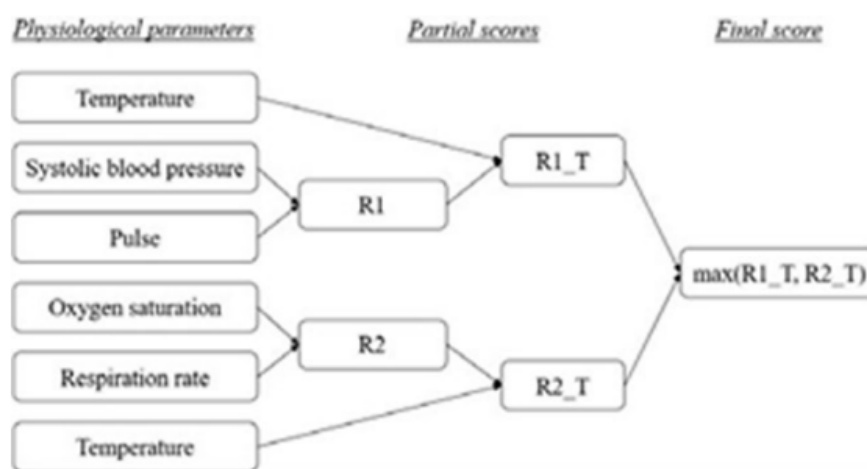 Physiological parameters
Partial scores
Final score
Temperature
Systolic blood pressure
Pulse
Oxygen saturation
Respiration rate
Temperature
R1
R2
R1_T
R2_T
max(R1_T, R2_T)